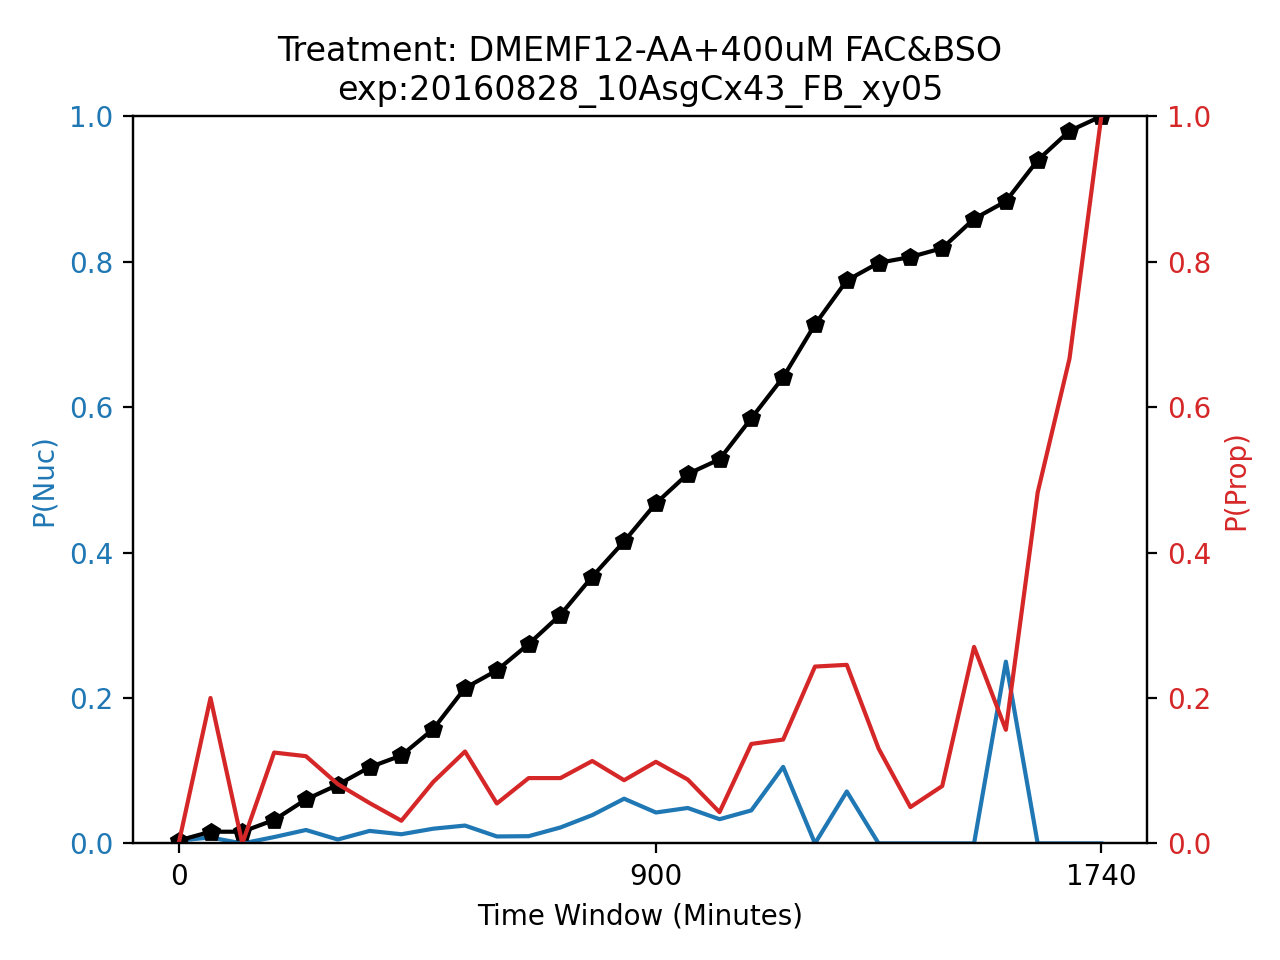 Treatment: DMEMF12-AA+400uM FAC&BSO
exp:20160828_10AsgCx43_FB_xy05
1.0
0.8
0.6
0.4
0.2
0.0
P(Nuc)
1.0
0.8
0.6
0.4
0.2
0.0
P(Prop)
0 900 1740
Time Window (Minutes)